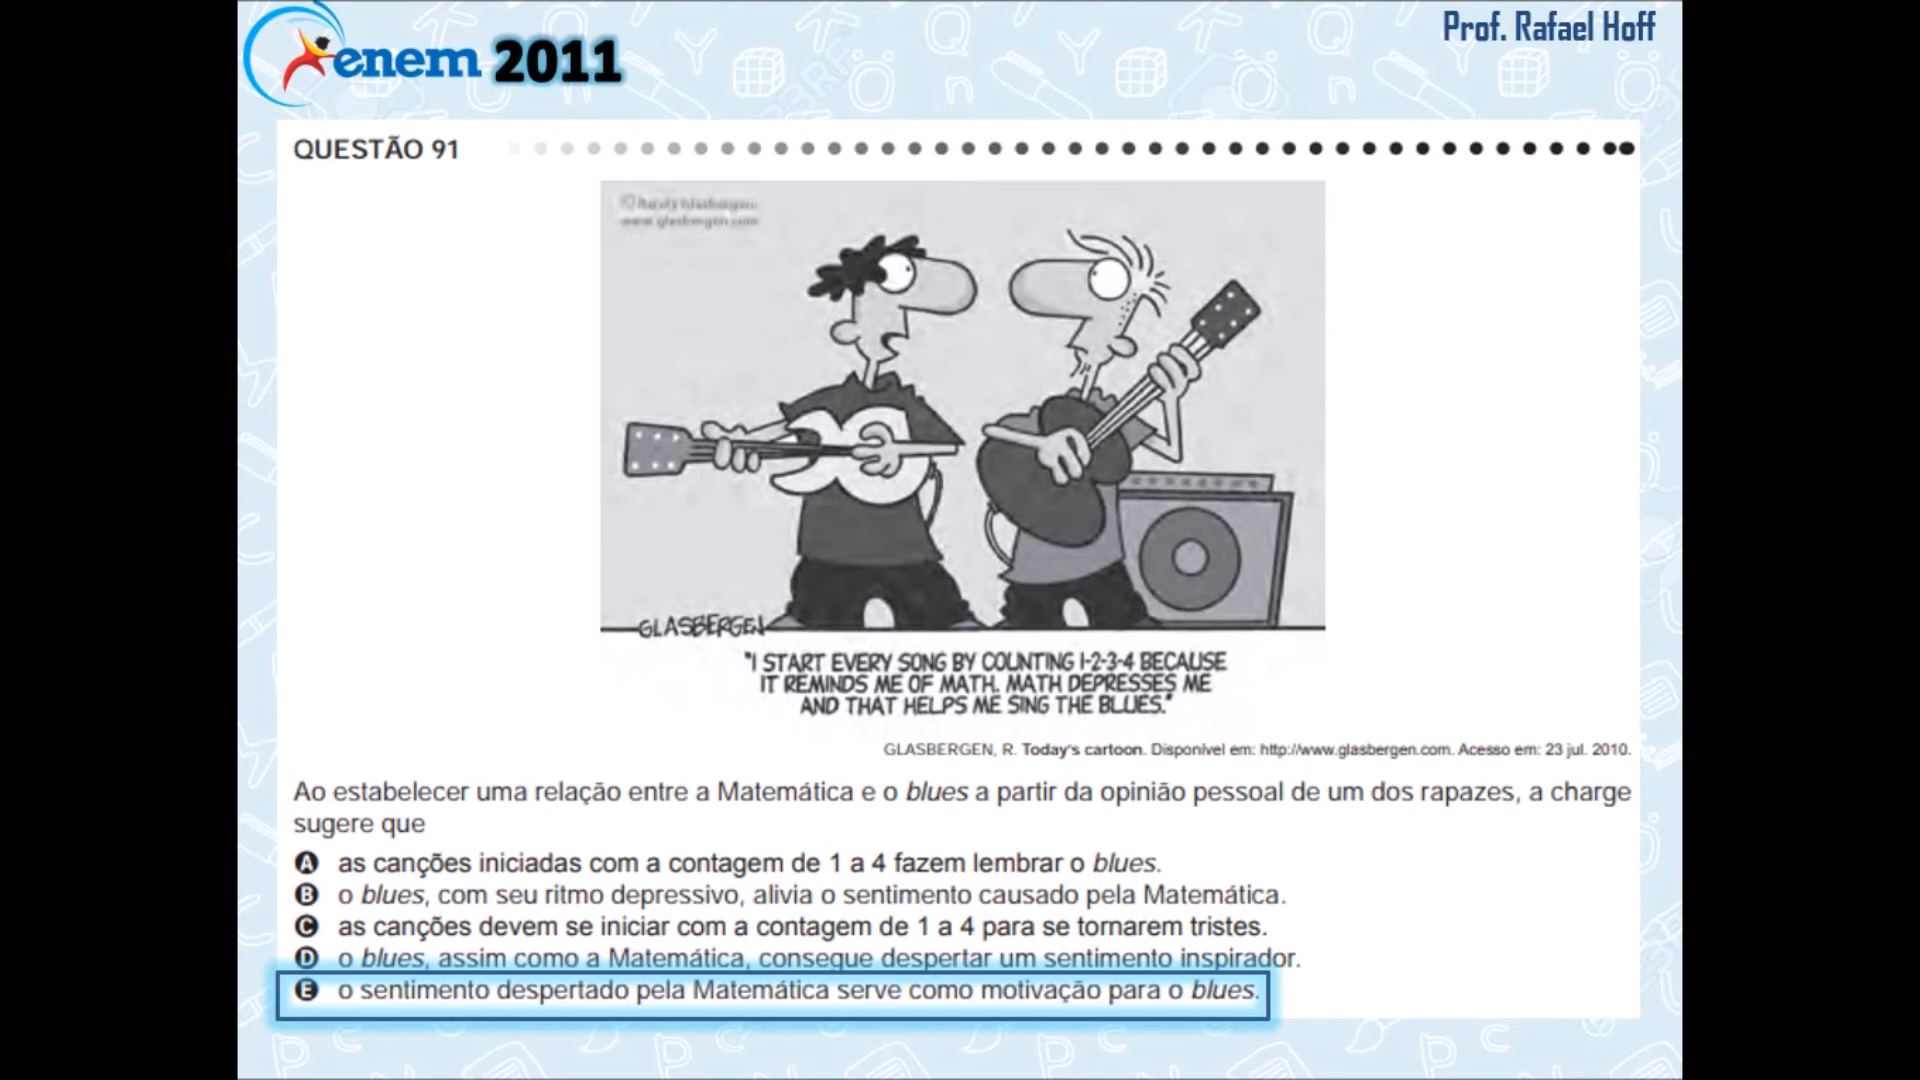 enem 2011
Prof. Rafael Hoff
QUESTÃO 91
© Randy Glasbergen.
www.glasbergen.com
GLASBERGEN
"I START EVERY SONG BY COUNTING 1-2-3-4 BECAUSE
IT REMINDS ME OF MATH. MATH DEPRESSES ME
AND THAT HELPS ME SING THE BLUES."
GLASBERGEN, R. Today's cartoon. Disponível em: http://www.glasbergen.com. Acesso em: 23 jul. 2010.
Ao estabelecer uma relação entre a Matemática e o blues a partir da opinião pessoal de um dos rapazes, a charge
sugere que
A as canções iniciadas com a contagem de 1 a 4 fazem lembrar o blues.
B o blues, com seu ritmo depressivo, alivia o sentimento causado pela Matemática.
C as canções devem se iniciar com a contagem de 1 a 4 para se tornarem tristes.
D o blues, assim como a Matemática, consegue despertar um sentimento inspirador.
E o sentimento despertado pela Matemática serve como motivação para o blues.